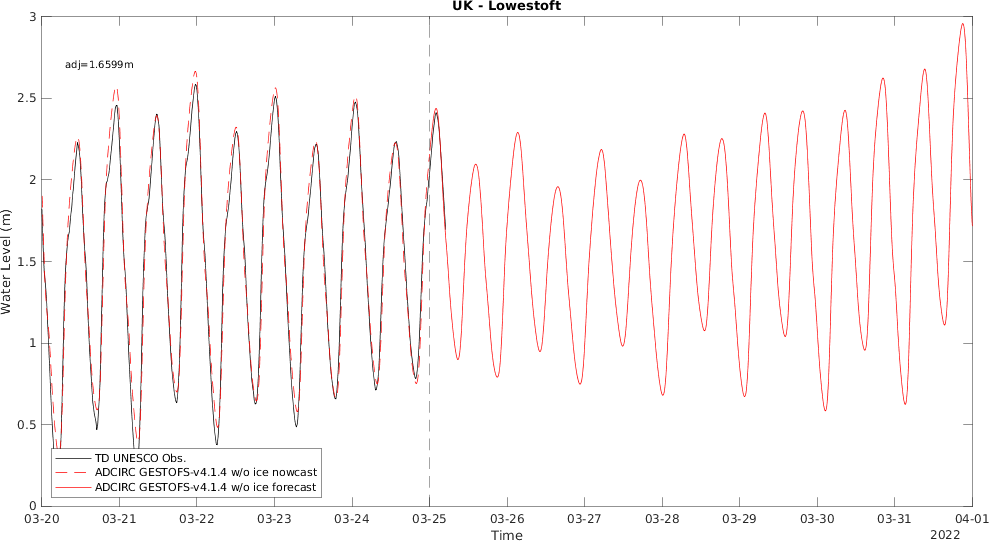 UK - Lowestoft
adj=1.6599m
3
2.5
2
1.5
1
0.5
0
Water Level (m)
TD UNESCO Obs.
ADCIRC GESTOFS-v4.1.4 w/o ice nowcast
ADCIRC GESTOFS-v4.1.4 w/o ice forecast
03-20 03-21 03-22 03-23 03-24 03-25 03-26 03-27 03-28 03-29 03-30 03-31 04-01
Time
2022